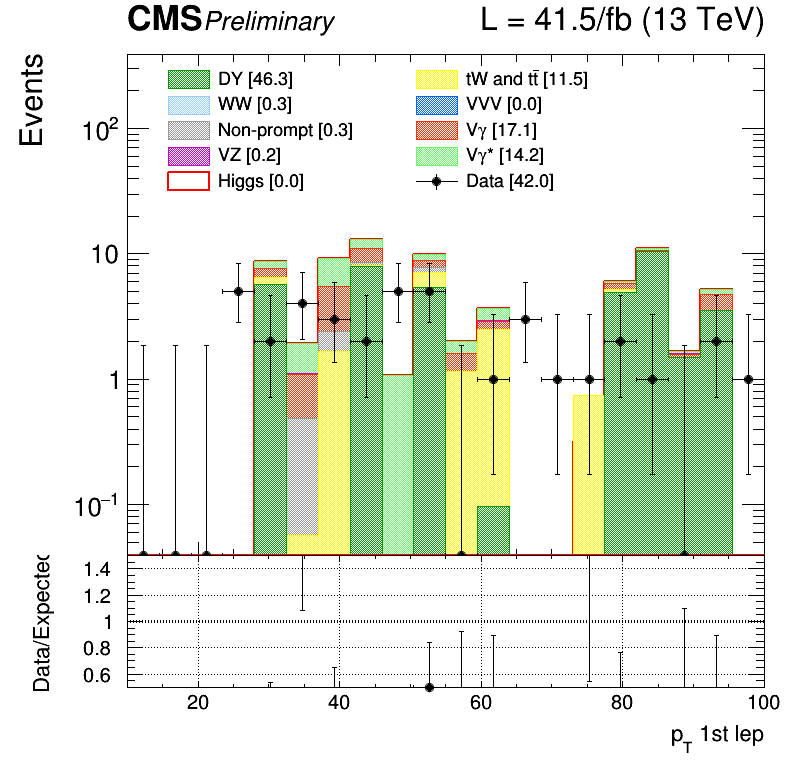 CMS Preliminary L = 41.5/fb (13 TeV)
Events
DY [46.3]
WW [0.3]
Non-prompt [0.3]
VZ [0.2]
Higgs [0.0]
tW and tt̄ [11.5]
VVV [0.0]
Vγ [17.1]
Vγ* [14.2]
Data [42.0]
10²
10
1
10⁻¹
Data/Expected
1.4
1.2
1
0.8
0.6
20 40 60 80 100
p_T 1st lep